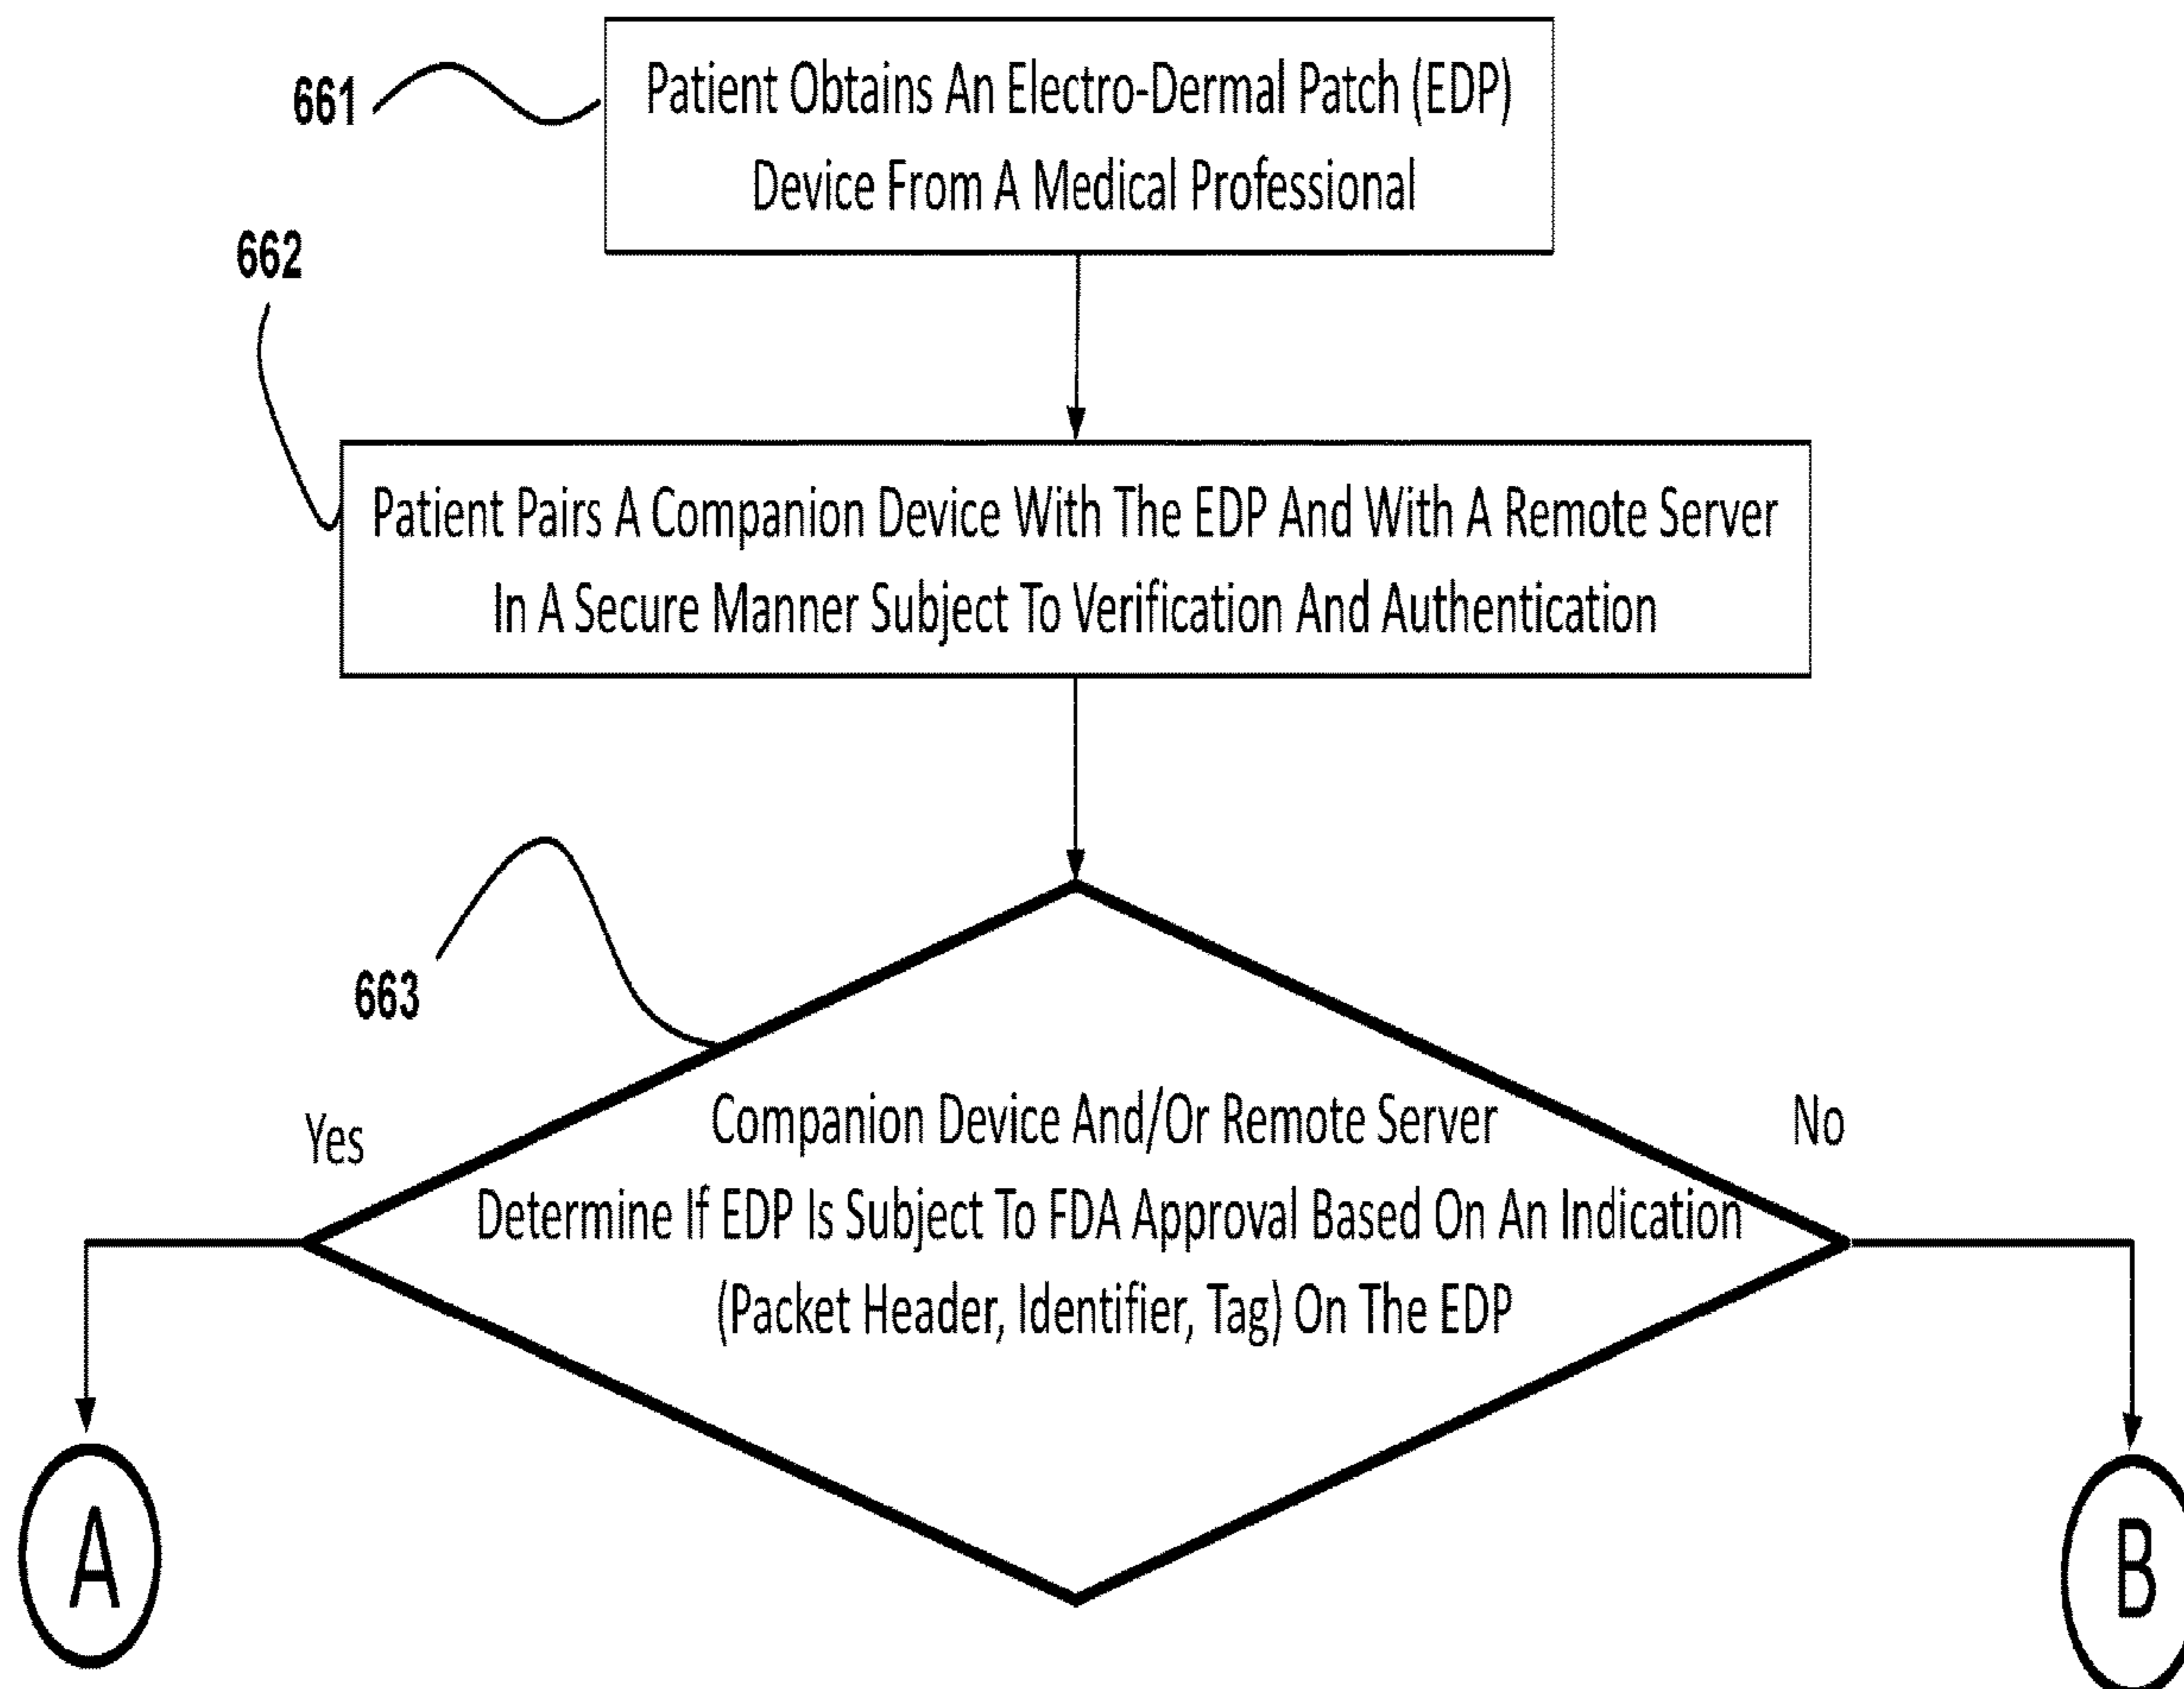 661
Patient Obtains An Electro-Dermal Patch (EDP)
Device From A Medical Professional
662
Patient Pairs A Companion Device With The EDP And With A Remote Server
In A Secure Manner Subject To Verification And Authentication
663
Yes
No
Companion Device And/Or Remote Server
Determine If EDP Is Subject To FDA Approval Based On An Indication
(Packet Header, Identifier, Tag) On The EDP
A
B